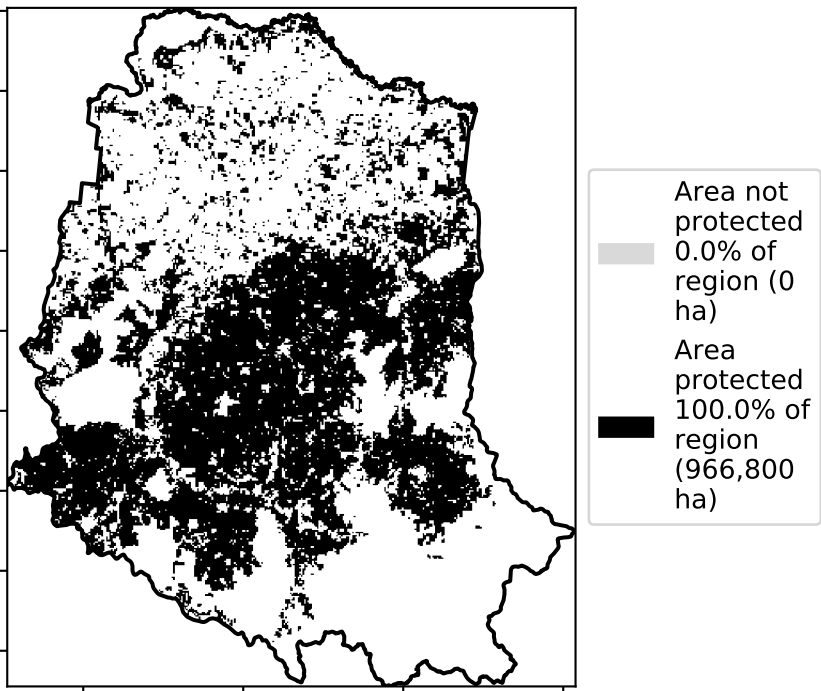 Area not
protected
0.0% of
region (0
ha)
Area
protected
100.0% of
region
(966,800
ha)